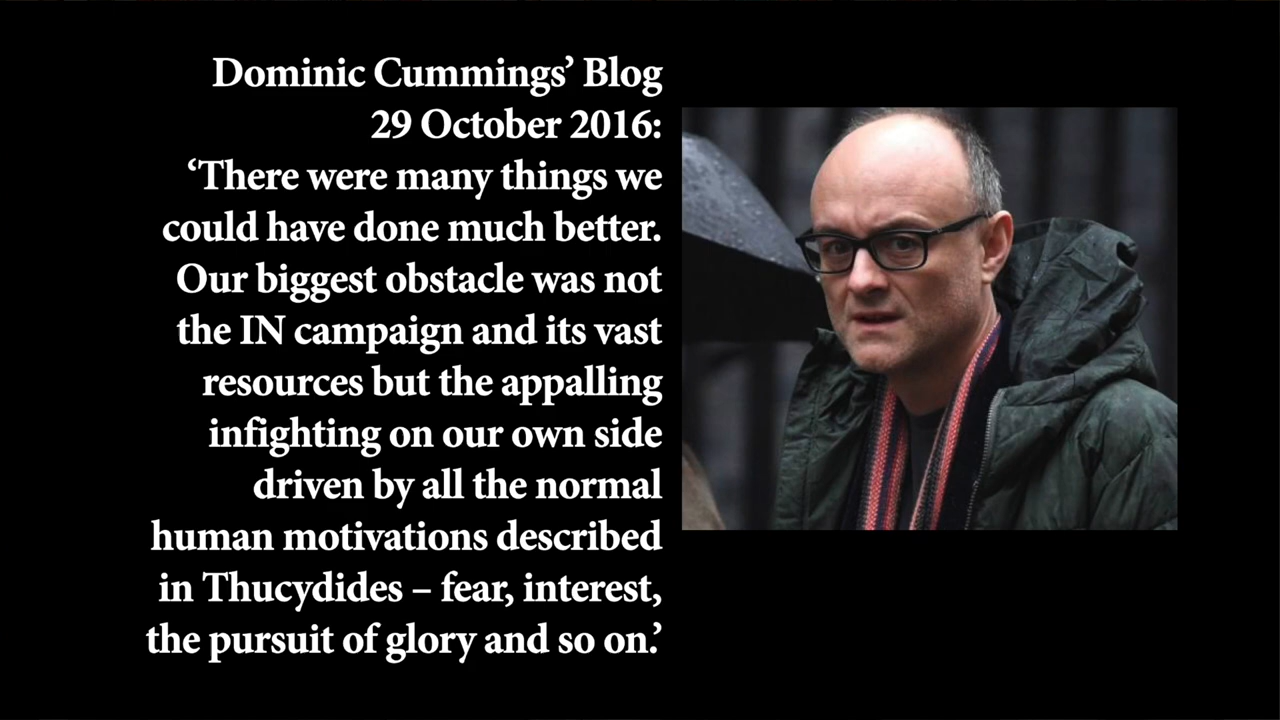 Dominic Cummings’ Blog
29 October 2016:
‘There were many things we
could have done much better.
Our biggest obstacle was not
the IN campaign and its vast
resources but the appalling
infighting on our own side
driven by all the normal
human motivations described
in Thucydides – fear, interest,
the pursuit of glory and so on.’